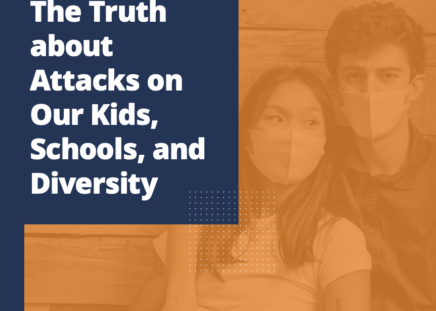 The Truth
about
Attacks on
Our Kids,
Schools, and
Diversity